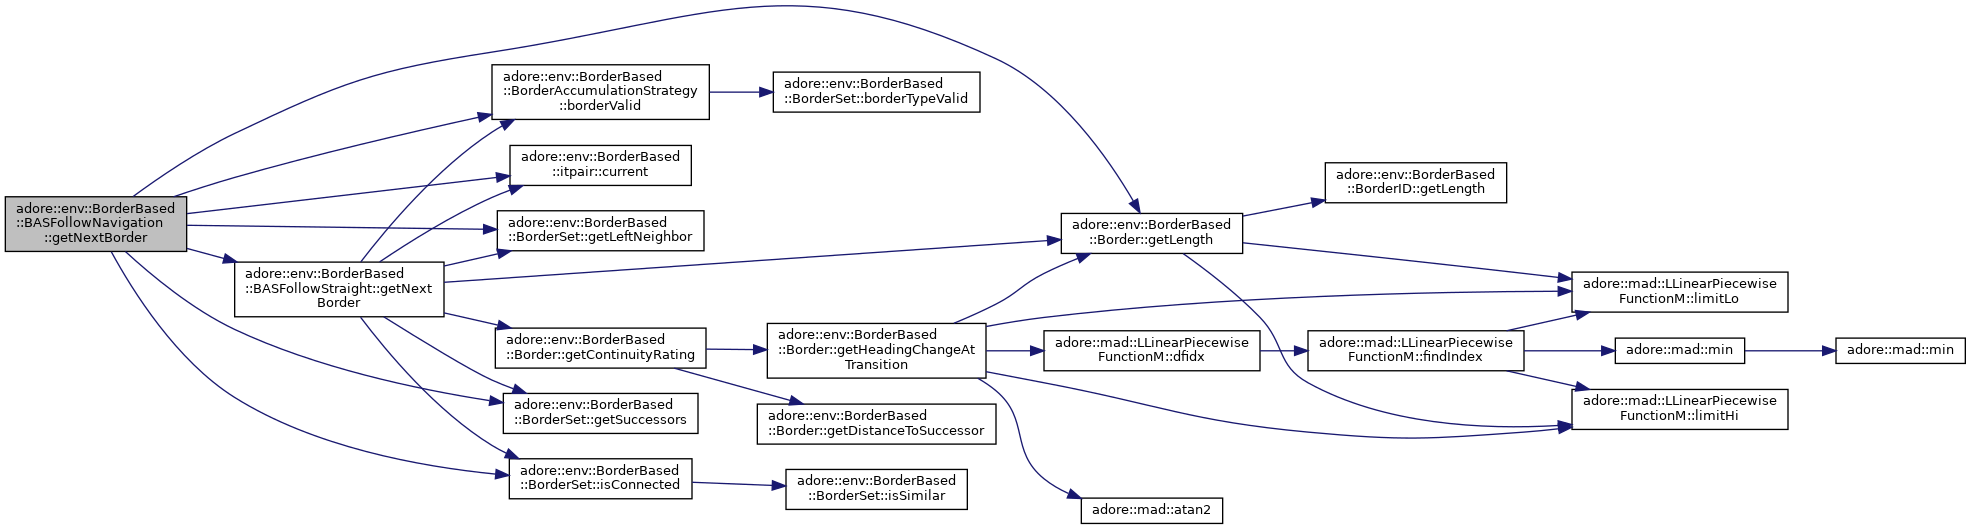 adore::env::BorderBased
::BASFollowNavigation
::getNextBorder
adore::env::BorderBased
::BorderAccumulationStrategy
::borderValid
adore::env::BorderBased
::BorderSet::borderTypeValid
adore::env::BorderBased
::itpair::current
adore::env::BorderBased
::BorderSet::getLeftNeighbor
adore::env::BorderBased
::BASFollowStraight::getNext
Border
adore::env::BorderBased
::Border::getContinuityRating
adore::env::BorderBased
::BorderSet::getSuccessors
adore::env::BorderBased
::BorderSet::isConnected
adore::env::BorderBased
::Border::getHeadingChangeAt
Transition
adore::env::BorderBased
::Border::getDistanceToSuccessor
adore::env::BorderBased
::BorderSet::isSimilar
adore::env::BorderBased
::Border::getLength
adore::mad::LLinearPiecewise
FunctionM::dfidx
adore::mad::atan2
adore::env::BorderBased
::BorderID::getLength
adore::mad::LLinearPiecewise
FunctionM::findIndex
adore::mad::LLinearPiecewise
FunctionM::limitLo
adore::mad::min
adore::mad::LLinearPiecewise
FunctionM::limitHi
adore::mad::min